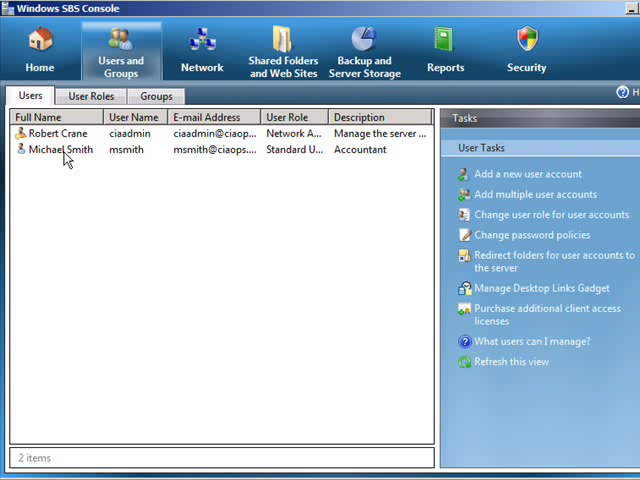 Windows SBS Console
Home
Users and
Groups
Network
Shared Folders
and Web Sites
Backup and
Server Storage
Reports
Security
Users
User Roles
Groups
H
Full Name
User Name
E-mail Address
User Role
Description
Robert Crane
ciaadmin
ciaadmin@ciaop...
Network A...
Manage the server ...
Michael Smith
msmith
msmith@ciaops....
Standard U...
Accountant
2 items
Tasks
User Tasks
Add a new user account
Add multiple user accounts
Change user role for user accounts
Change password policies
Redirect folders for user accounts to
the server
Manage Desktop Links Gadget
Purchase additional client access
licenses
What users can I manage?
Refresh this view